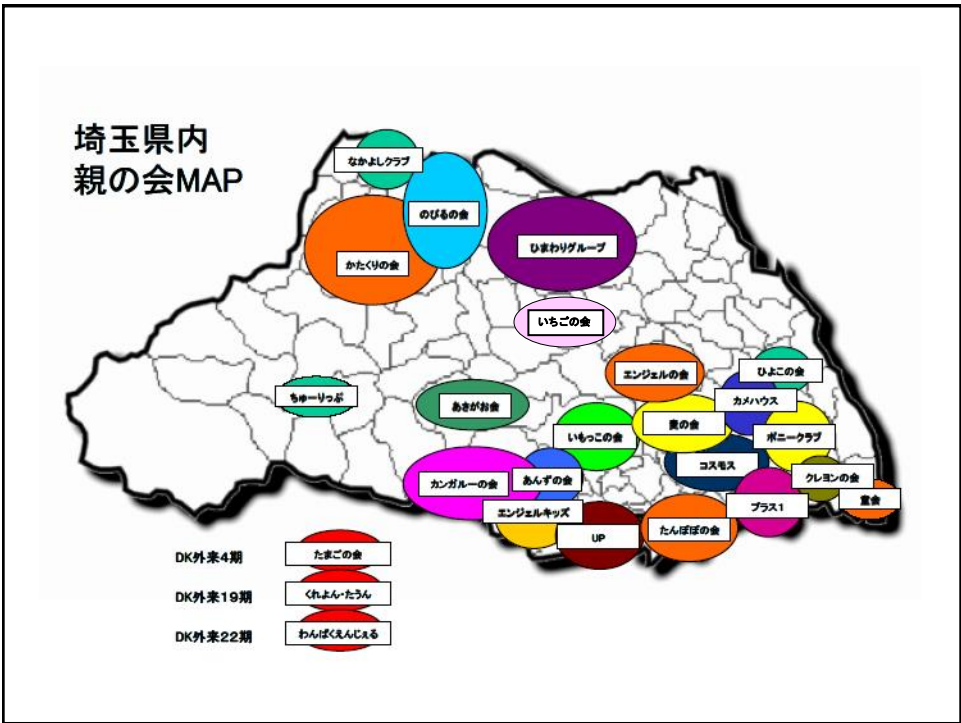 埼玉県内
親の会MAP
なかよしクラブ
のびるの会
かたくりの会
ひまわりグループ
いちごの会
エンジェルの会
ひよこの会
カメハウス
ちゅーりっぷ
あさがお会
いもっこの会
麦の会
ポニークラブ
コスモス
カンガルーの会
あんずの会
クレヨンの会
童会
エンジェルキッズ
プラス1
たんぽぽの会
UP
DK外来4期
たまごの会
DK外来19期
くれよん・たうん
DK外来22期
わんぱくえんじぇる